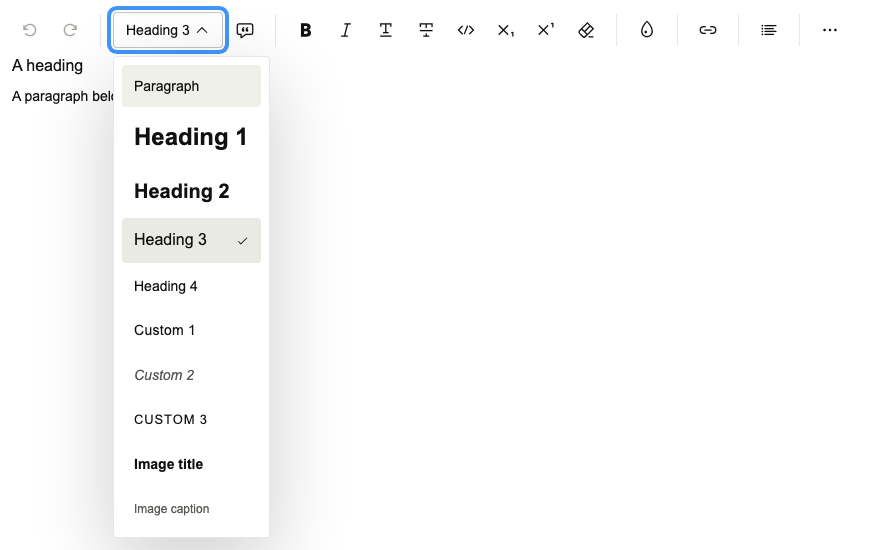 Heading 3
A heading
A paragraph
Paragraph
Heading 1
Heading 2
Heading 3
Heading 4
Custom 1
Custom 2
CUSTOM 3
Image title
Image caption